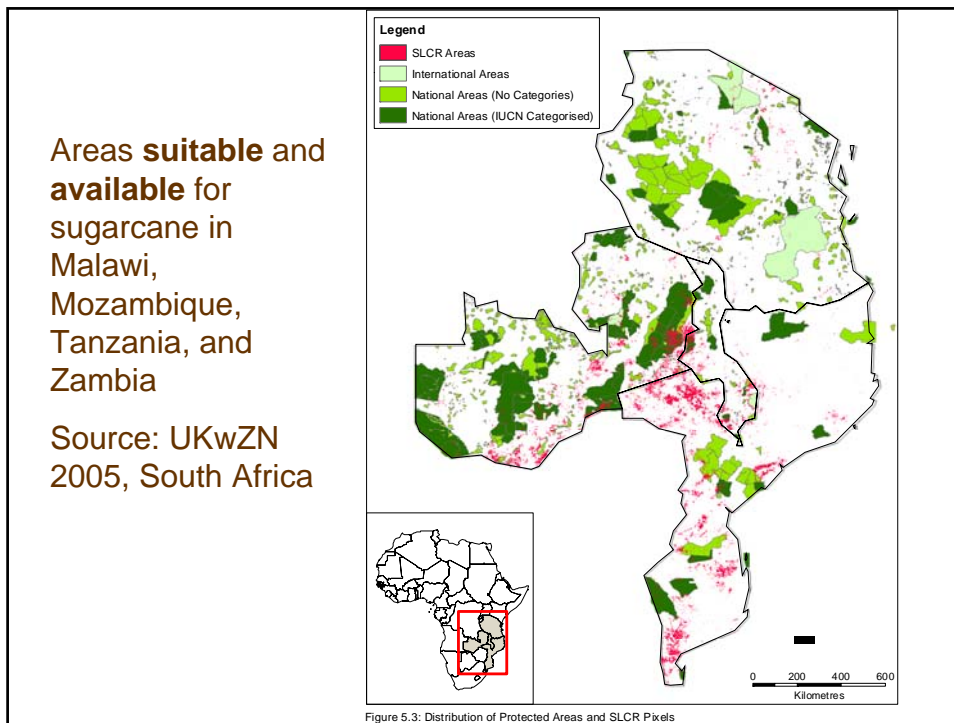 Areas suitable and
available for
sugarcane in
Malawi,
Mozambique,
Tanzania, and
Zambia
Source: UKwZN
2005, South Africa
Legend
SLCR Areas
International Areas
National Areas (No Categories)
National Areas (IUCN Categorised)
0 200 400 600
Kilometres
Figure 5.3: Distribution of Protected Areas and SLCR Pixels